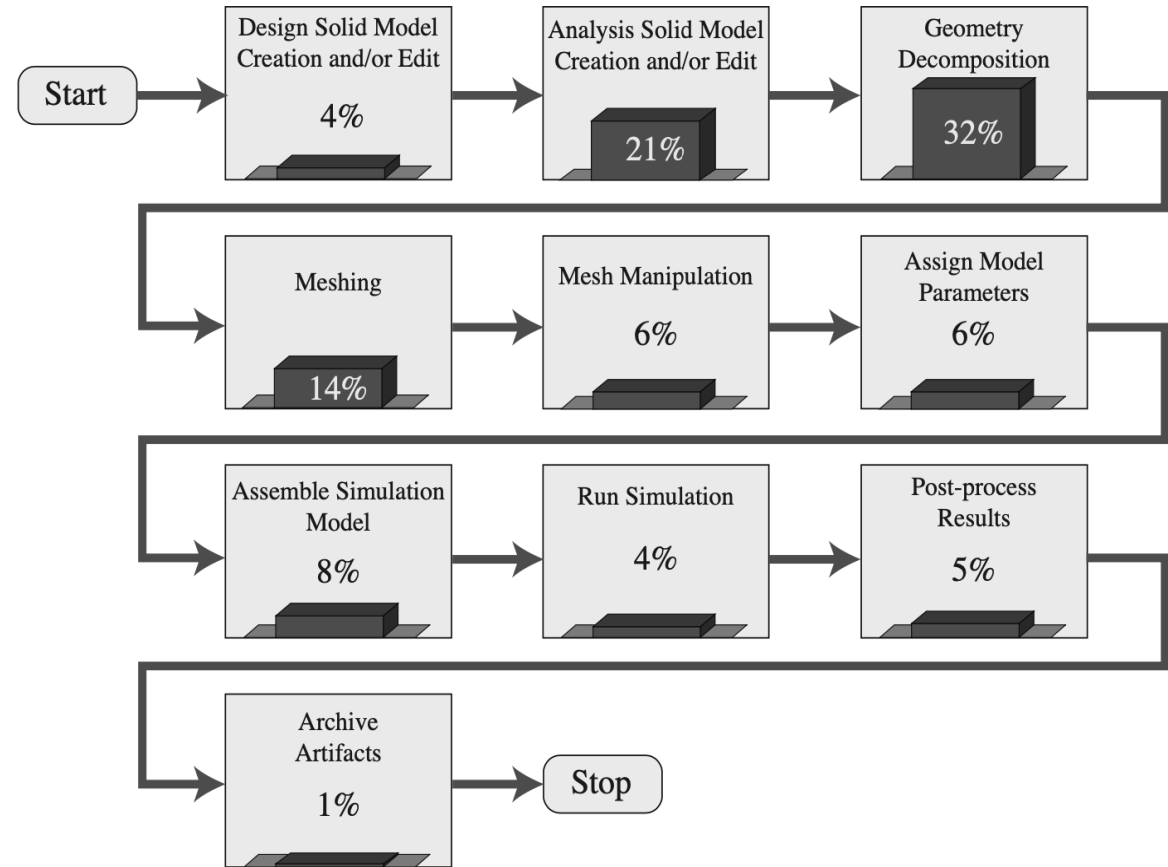 Start
Design Solid Model
Creation and/or Edit
4%
Analysis Solid Model
Creation and/or Edit
21%
Geometry
Decomposition
32%
Meshing
14%
Mesh Manipulation
6%
Assign Model
Parameters
6%
Assemble Simulation
Model
8%
Run Simulation
4%
Post-process
Results
5%
Archive
Artifacts
1%
Stop